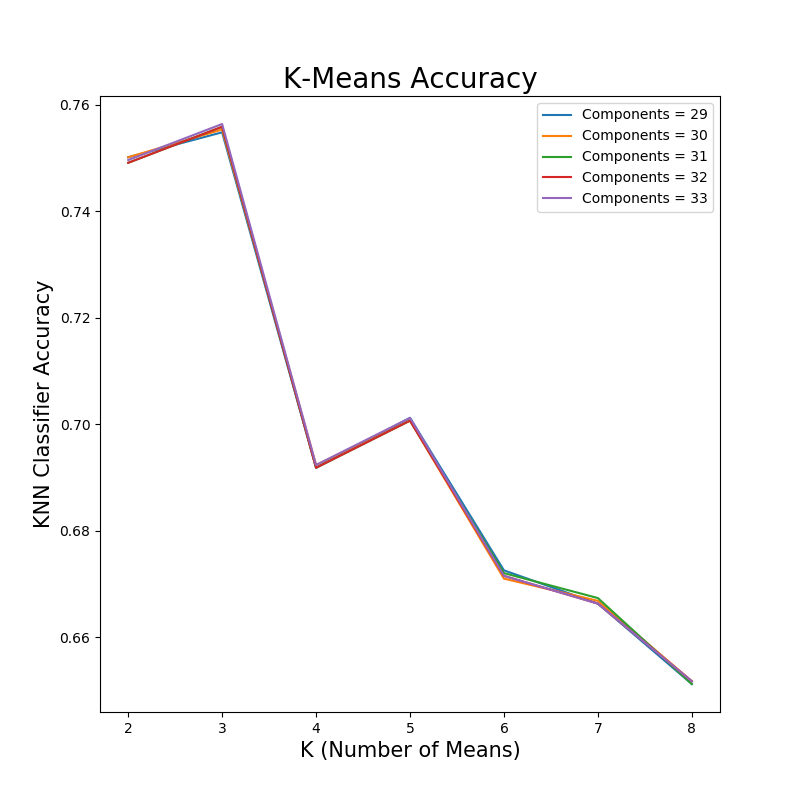 K-Means Accuracy
Components = 29
Components = 30
Components = 31
Components = 32
Components = 33
0.76
0.74
0.72
0.70
0.68
0.66
KNN Classifier Accuracy
2 3 4 5 6 7 8
K (Number of Means)